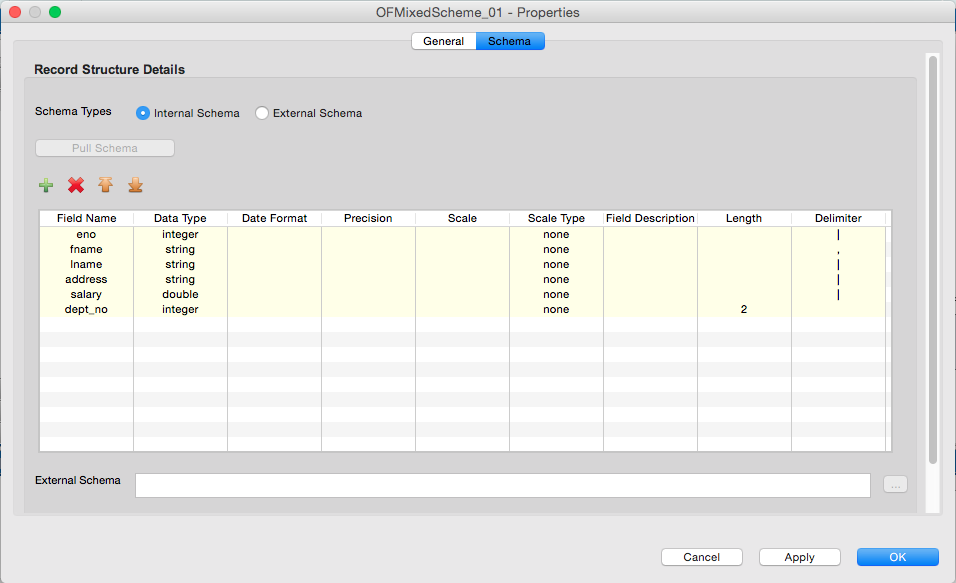 OFMixedScheme_01 - Properties
General Schema
Record Structure Details
Schema Types Internal Schema External Schema
Pull Schema
Field Name Data Type Date Format Precision Scale Scale Type Field Description Length Delimiter
eno integer none |
fname string none ,
lname string none |
address string none |
salary double none |
dept_no integer none 2
External Schema ...
Cancel Apply OK